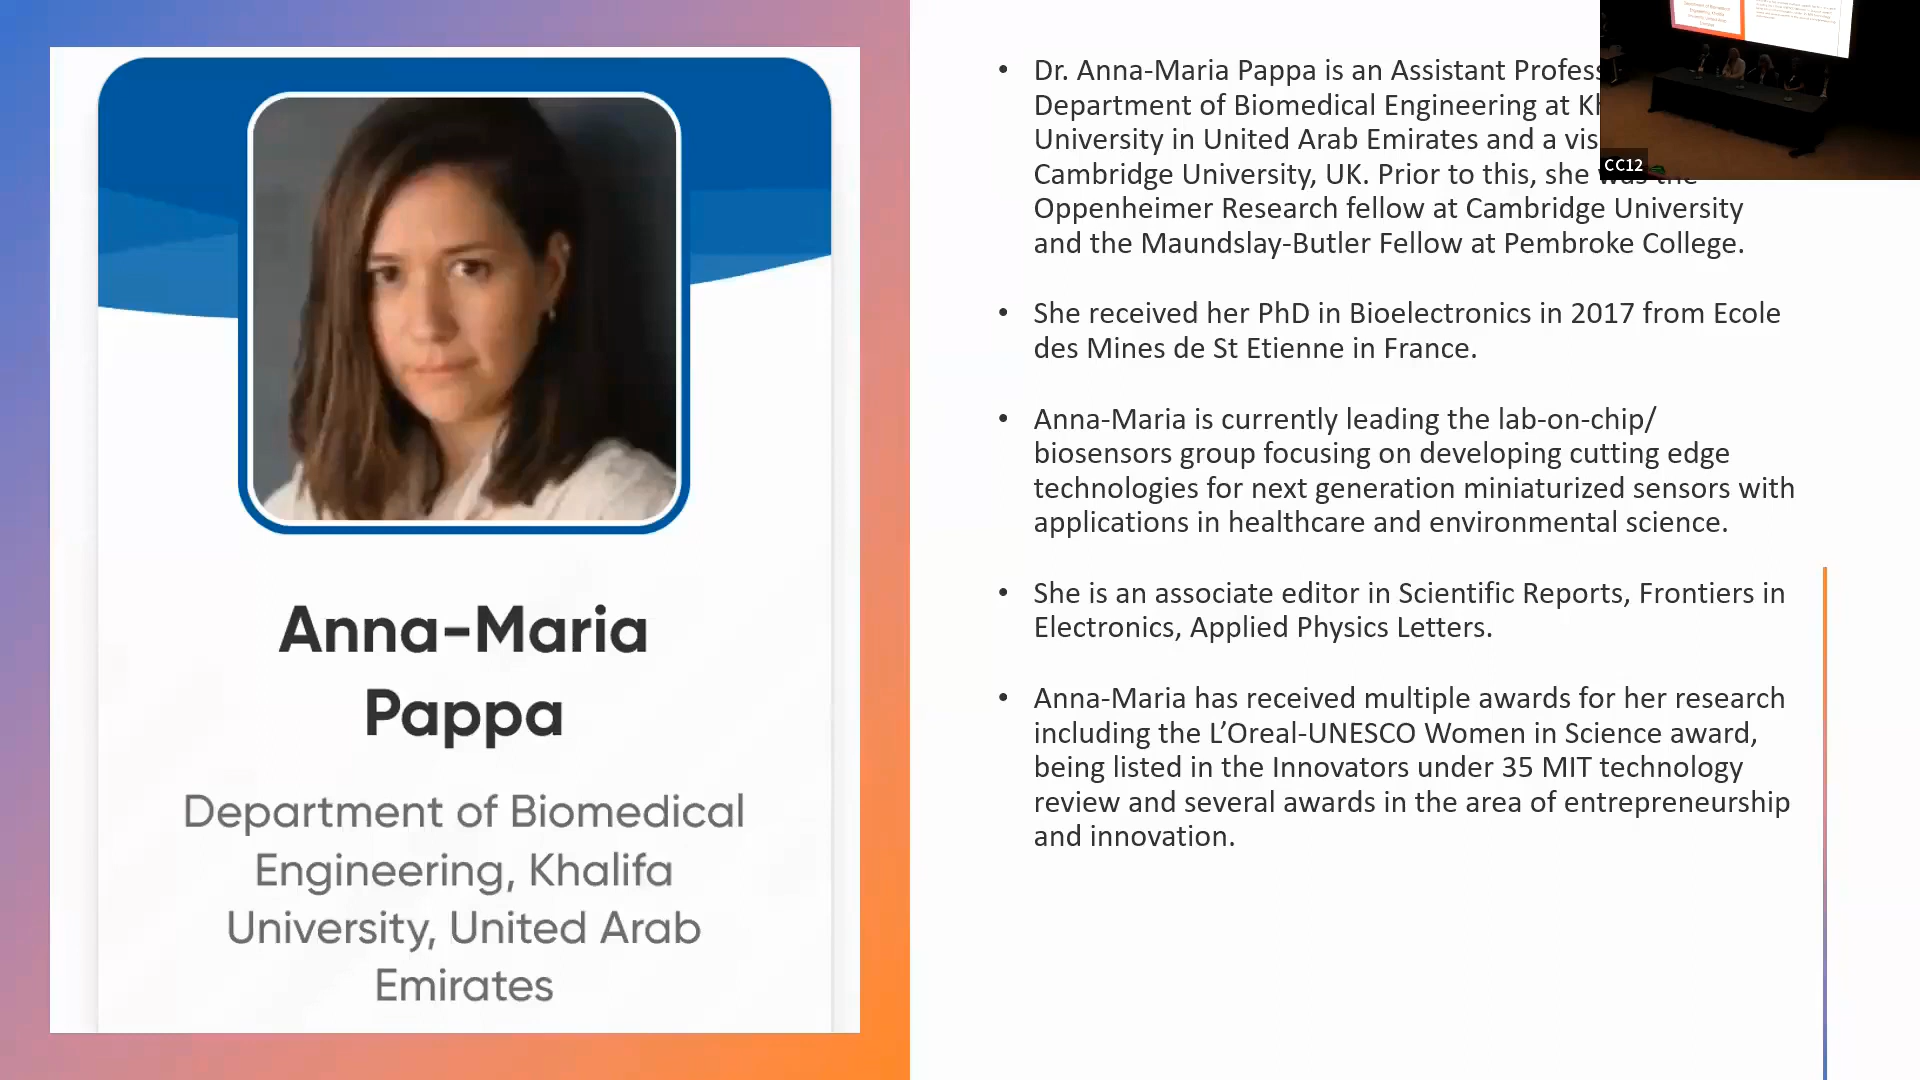 Anna-Maria
Pappa
Department of Biomedical
Engineering, Khalifa
University, United Arab
Emirates
• Dr. Anna-Maria Pappa is an Assistant
Department of Biomedical Engineering at
University in United Arab Emirates and a
Cambridge University, UK. Prior to this, she was the
Oppenheimer Research fellow at Cambridge University
and the Maundslay-Butler Fellow at Pembroke College.
• She received her PhD in Bioelectronics in 2017 from Ecole
des Mines de St Etienne in France.
• Anna-Maria is currently leading the lab-on-chip/
biosensors group focusing on developing cutting edge
technologies for next generation miniaturized sensors with
applications in healthcare and environmental science.
• She is an associate editor in Scientific Reports, Frontiers in
Electronics, Applied Physics Letters.
• Anna-Maria has received multiple awards for her research
including the L’Oreal-UNESCO Women in Science award,
being listed in the Innovators under 35 MIT technology
review and several awards in the area of entrepreneurship
and innovation.
CC12